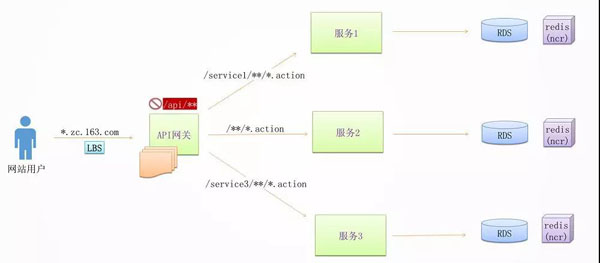 服务1
RDS
redis
(ncr)
/service1/**/*.action
/api/**
*.zc.163.com
LBS
网站用户
API网关
/**/*.action
服务2
RDS
redis
(ncr)
/service3/**/*.action
服务3
RDS
redis
(ncr)